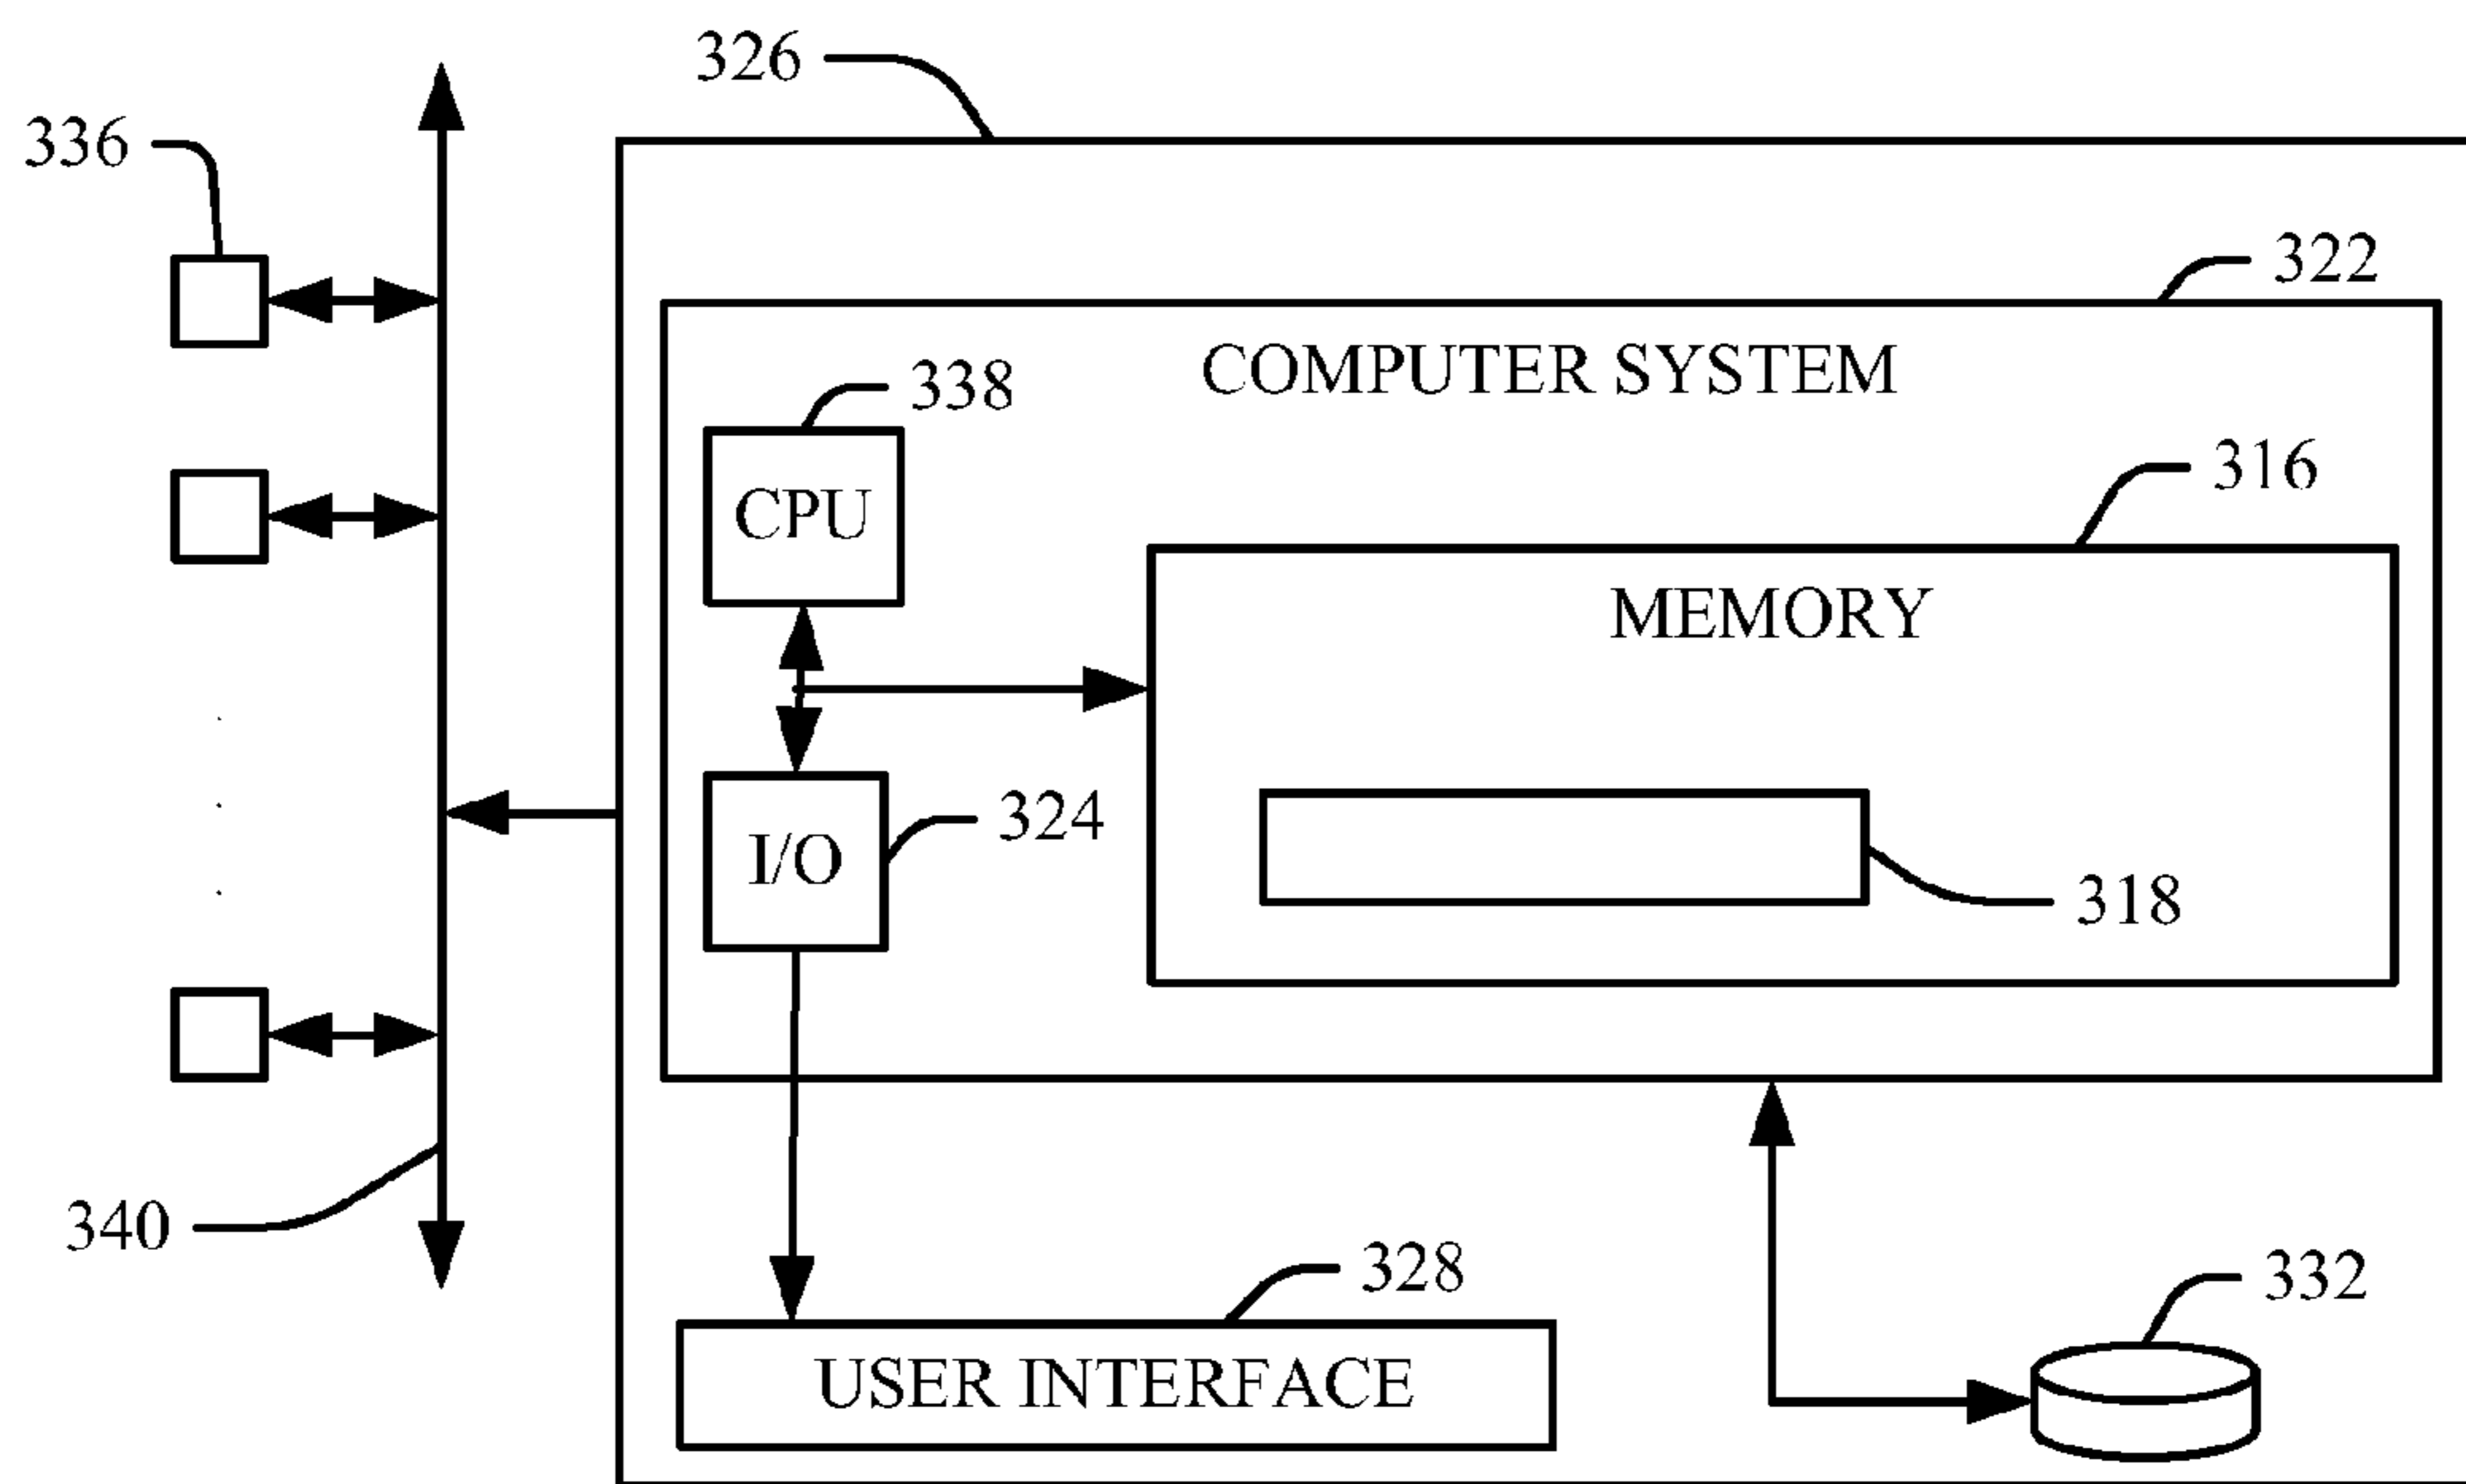 326
336
322
COMPUTER SYSTEM
338
316
CPU
MEMORY
324
I/O
318
340
328
332
USER INTERFACE